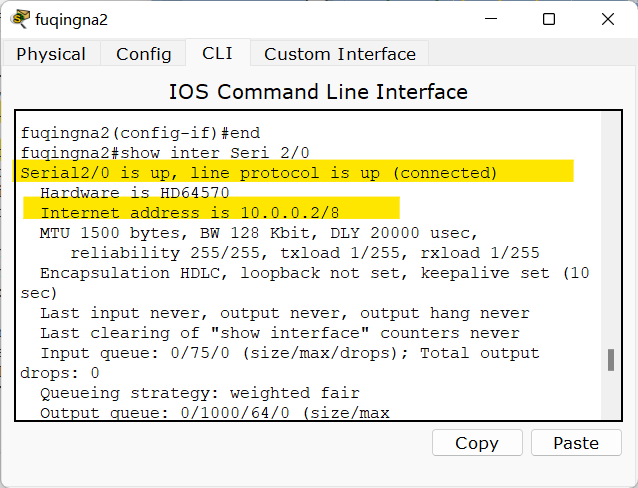 fuqingna2
Physical Config CLI Custom Interface
IOS Command Line Interface
fuqingna2(config-if)#end
fuqingna2#show inter Seri 2/0
Serial2/0 is up, line protocol is up (connected)
Hardware is HD64570
Internet address is 10.0.0.2/8
MTU 1500 bytes, BW 128 Kbit, DLY 20000 usec,
reliability 255/255, txload 1/255, rxload 1/255
Encapsulation HDLC, loopback not set, keepalive set (10
sec)
Last input never, output never, output hang never
Last clearing of "show interface" counters never
Input queue: 0/75/0 (size/max/drops); Total output
drops: 0
Queueing strategy: weighted fair
Output queue: 0/1000/64/0 (size/max
Copy Paste